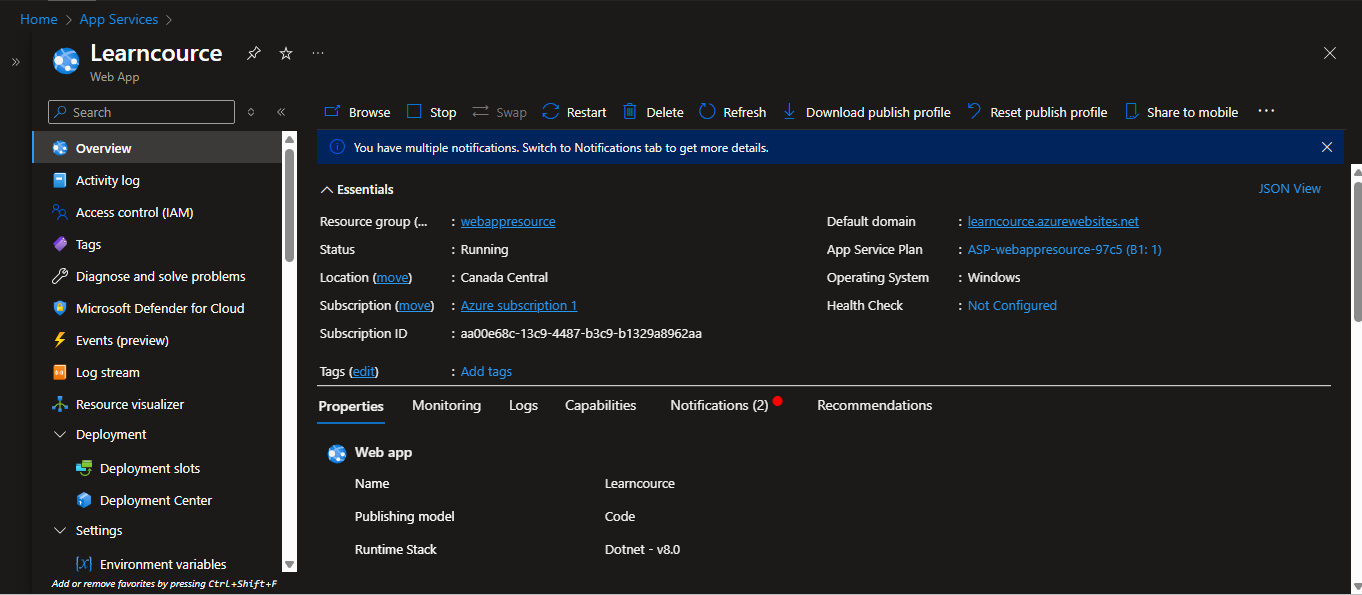 Home > App Services >
Learncource
Web App
Search
Browse Stop Swap Restart Delete Refresh Download publish profile Reset publish profile Share to mobile
Overview
Activity log
Access control (IAM)
Tags
Diagnose and solve problems
Microsoft Defender for Cloud
Events (preview)
Log stream
Resource visualizer
Deployment
Deployment slots
Deployment Center
Settings
Environment variables
Add or remove favorites by pressing Ctrl+Shift+F
You have multiple notifications. Switch to Notifications tab to get more details.
Essentials
JSON View
Resource group (... : webappresource
Status : Running
Location (move) : Canada Central
Subscription (move) : Azure subscription 1
Subscription ID : aa00e68c-13c9-4487-b3c9-b1329a8962aa
Default domain : learncource.azurewebsites.net
App Service Plan : ASP-webappresource-97c5 (B1: 1)
Operating System : Windows
Health Check : Not Configured
Tags (edit) : Add tags
Properties Monitoring Logs Capabilities Notifications (2) Recommendations
Web app
Name Learncource
Publishing model Code
Runtime Stack Dotnet - v8.0